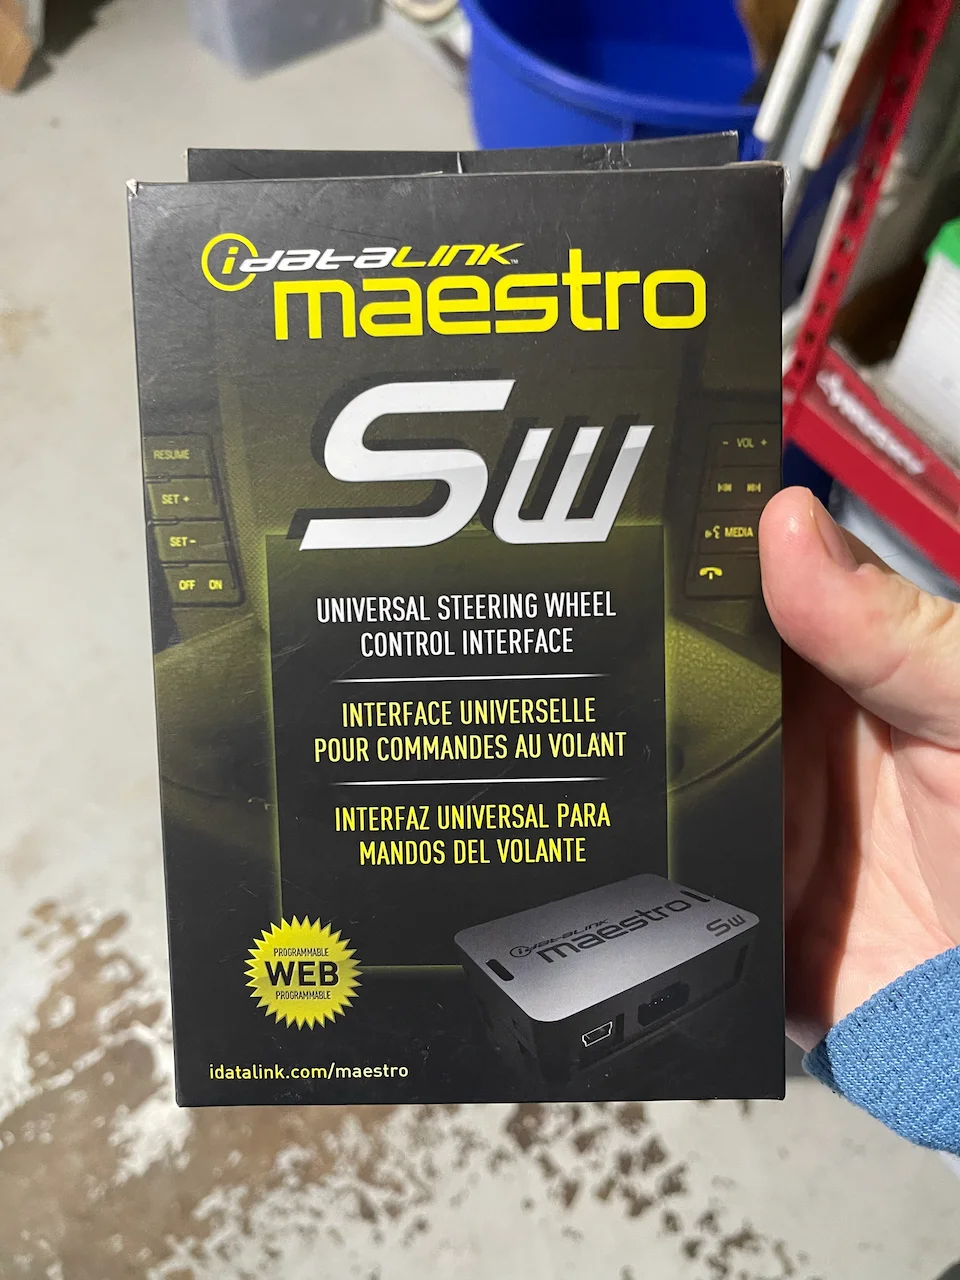 idatalink™
maestro
SW
RESUME
SET +
SET -
OFF ON
- VOL +
MEDIA
UNIVERSAL STEERING WHEEL
CONTROL INTERFACE
INTERFACE UNIVERSELLE
POUR COMMANDES AU VOLANT
INTERFAZ UNIVERSAL PARA
MANDOS DEL VOLANTE
PROGRAMMABLE
WEB
PROGRAMMABLE
idatalink
maestro
SW
idatalink.com/maestro